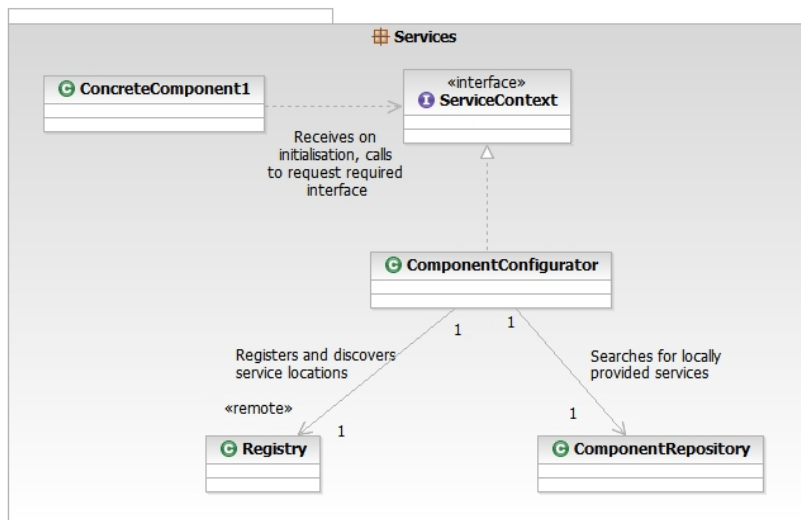 Services
ConcreteComponent1
«interface»
ServiceContext
Receives on
initialisation, calls
to request required
interface
ComponentConfigurator
1
1
Registers and discovers
service locations
Searches for locally
provided services
«remote»
1
1
Registry
ComponentRepository